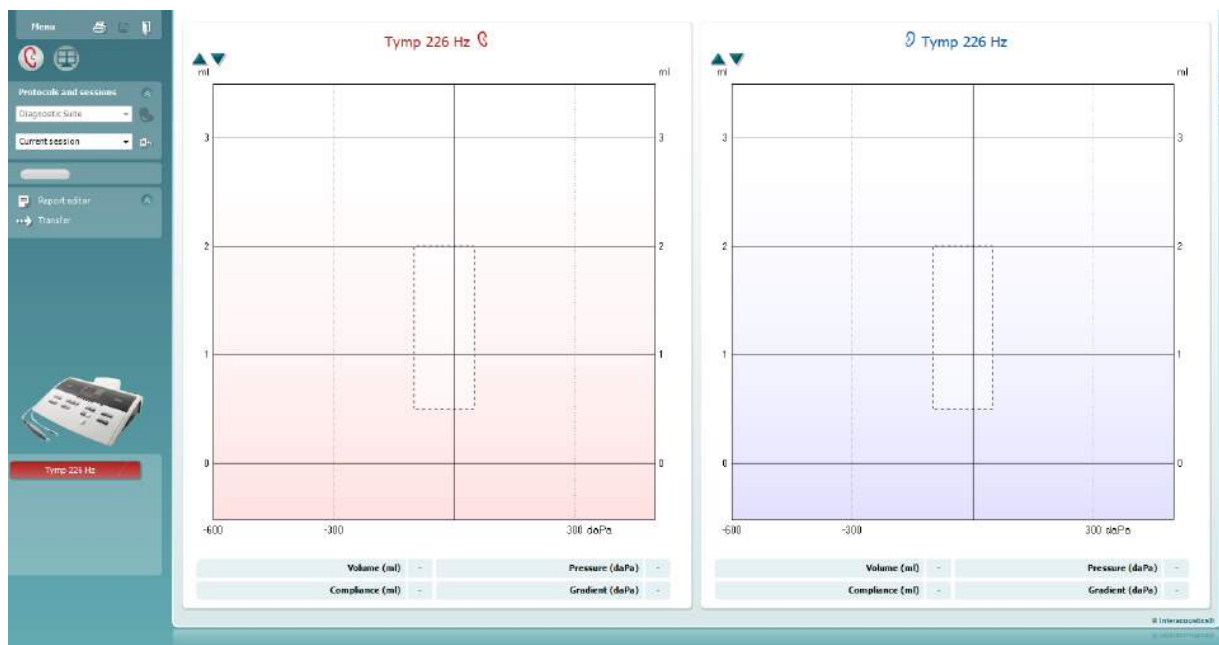 Menu
Protocols and sessions
Diagnostic Suite
Current session
Report editor
Transfer
Tymp 226 Hz
Tymp 226 Hz
ml
ml
3
3
2
2
1
1
0
0
-600
-300
300 daPa
Volume (ml) - Pressure (daPa) -
Compliance (ml) - Gradient (daPa) -
Tymp 226 Hz
ml
ml
3
3
2
2
1
1
0
0
-600
-300
300 daPa
Volume (ml) - Pressure (daPa) -
Compliance (ml) - Gradient (daPa) -
© Interacoustics®